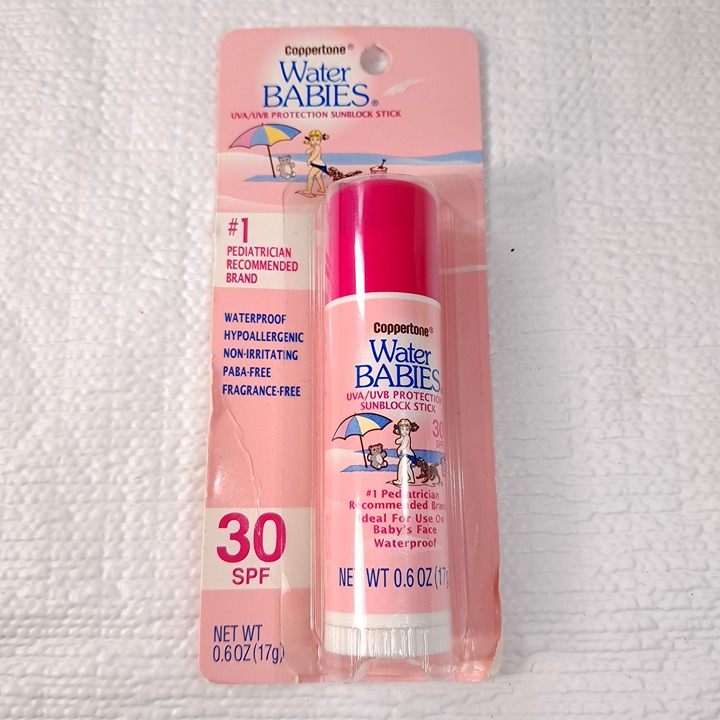 Coppertone®
Water
BABIES®
UVA/UVB PROTECTION SUNBLOCK STICK
#1
PEDIATRICIAN
RECOMMENDED
BRAND
WATERPROOF
HYPOALLERGENIC
NON-IRRITATING
PABA-FREE
FRAGRANCE-FREE
30
SPF
NET WT
0.6 OZ (17g)
Coppertone®
Water
BABIES
UVA/UVB PROTECTION
SUNBLOCK STICK
30
SPF
#1 Pediatrician
Recommended Brand
Ideal For Use On
Baby's Face
Waterproof
NET WT 0.6 OZ (17g